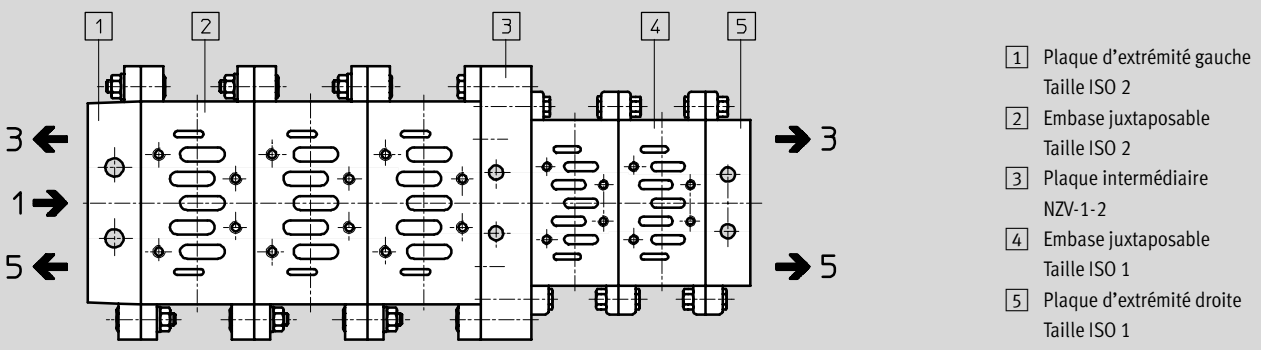 1 2 3 4 5
3 3
1
5 5
1 Plaque d'extrémité gauche
Taille ISO 2
2 Embase juxtaposable
Taille ISO 2
3 Plaque intermédiaire
NZV-1-2
4 Embase juxtaposable
Taille ISO 1
5 Plaque d'extrémité droite
Taille ISO 1